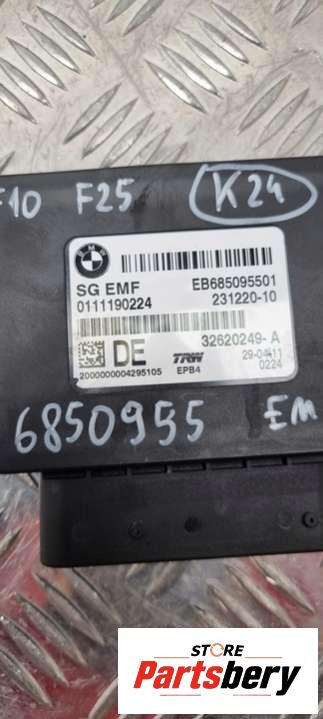 F10 F25 K24
BMW
SG EMF EB685095501
0111190224 231220-10
DE 32620249-A
TRW 29-04-11
2000000004295105 EPB4 0224
6850955 EM
STORE
Partsbery